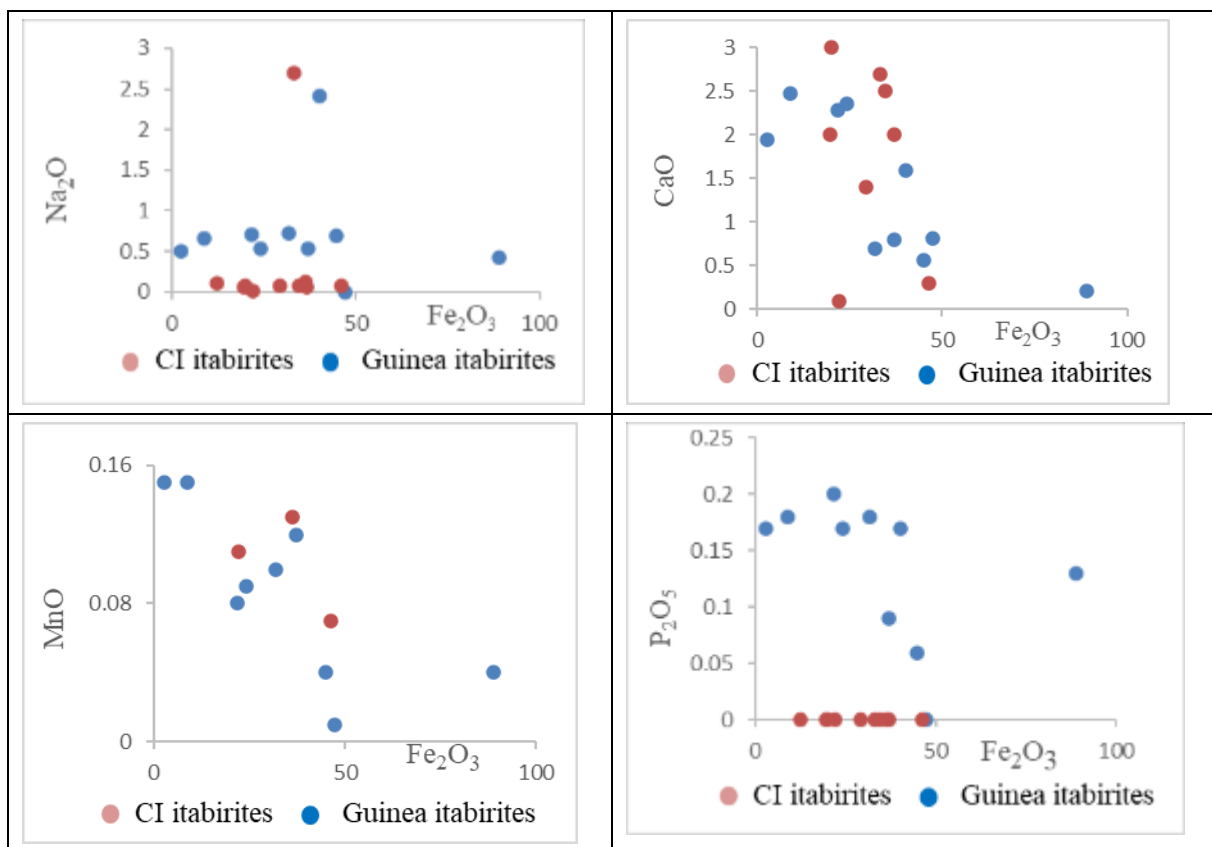 3
2.5
2
1.5
1
0.5
0
Na₂O
0 50 100
Fe₂O₃
CI itabirites Guinea itabirites
3
2.5
2
1.5
1
0.5
0
CaO
0 50 100
Fe₂O₃
CI itabirites Guinea itabirites
0.16
0.08
0
MnO
0 50 100
Fe₂O₃
CI itabirites Guinea itabirites
0.25
0.2
0.15
0.1
0.05
0
P₂O₅
0 50 100
Fe₂O₃
CI itabirites Guinea itabirites